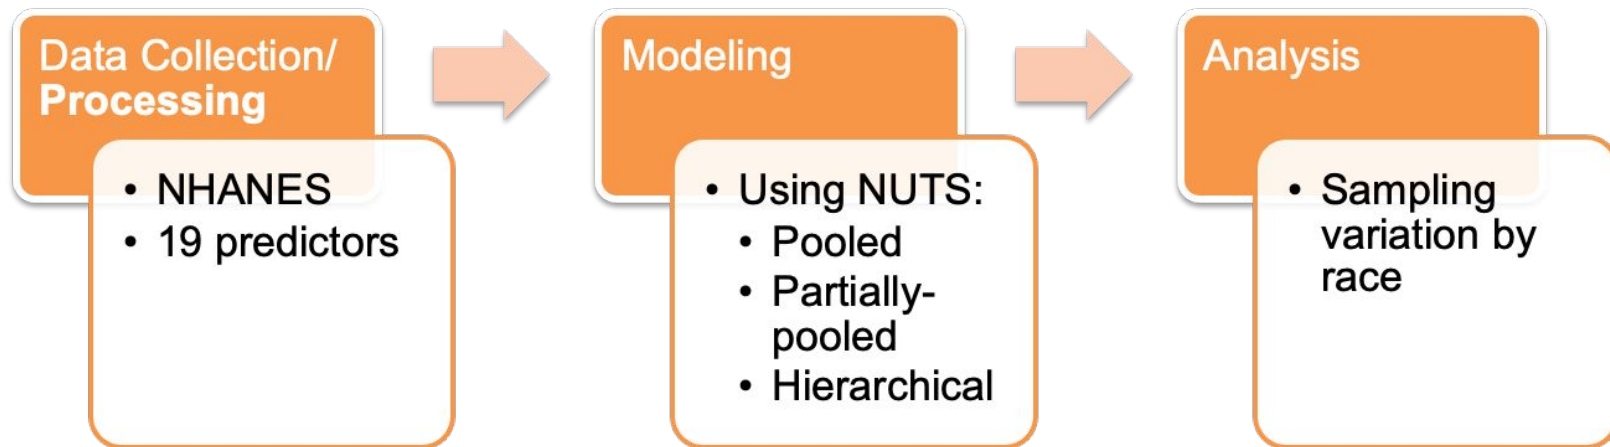 Data Collection/
Processing
• NHANES
• 19 predictors
Modeling
• Using NUTS:
• Pooled
• Partially-
pooled
• Hierarchical
Analysis
• Sampling
variation by
race